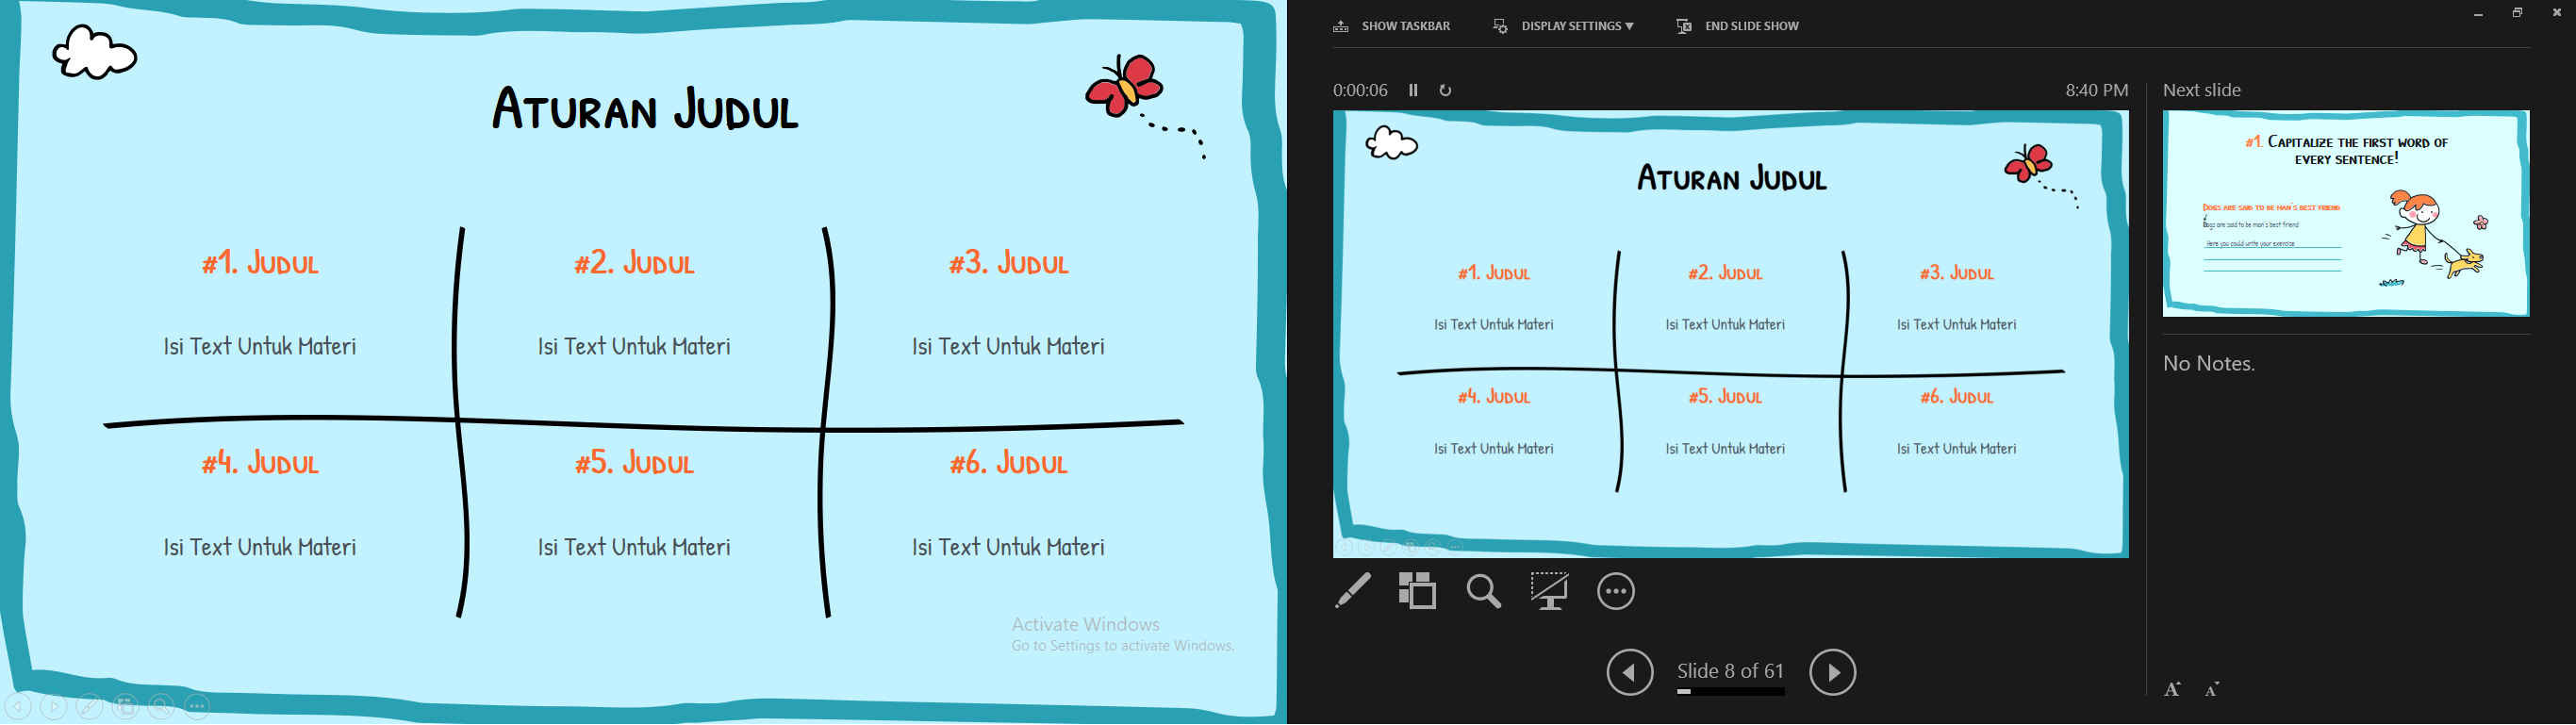 Aturan Judul
#1. Judul
#2. Judul
#3. Judul
Isi Text Untuk Materi
Isi Text Untuk Materi
Isi Text Untuk Materi
#4. Judul
#5. Judul
#6. Judul
Isi Text Untuk Materi
Isi Text Untuk Materi
Isi Text Untuk Materi
Activate Windows
Go to Settings to activate Windows.
SHOW TASKBAR
DISPLAY SETTINGS ▼
END SLIDE SHOW
0:00:06
8:40 PM
Aturan Judul
#1. Judul
#2. Judul
#3. Judul
Isi Text Untuk Materi
Isi Text Untuk Materi
Isi Text Untuk Materi
#4. Judul
#5. Judul
#6. Judul
Isi Text Untuk Materi
Isi Text Untuk Materi
Isi Text Untuk Materi
Slide 8 of 61
Next slide
#1. Capitalize the first word of
every sentence!
Dogs are said to be man's best friend
Dogs are said to be man's best friend
Here you could write your exercise
No Notes.
A A